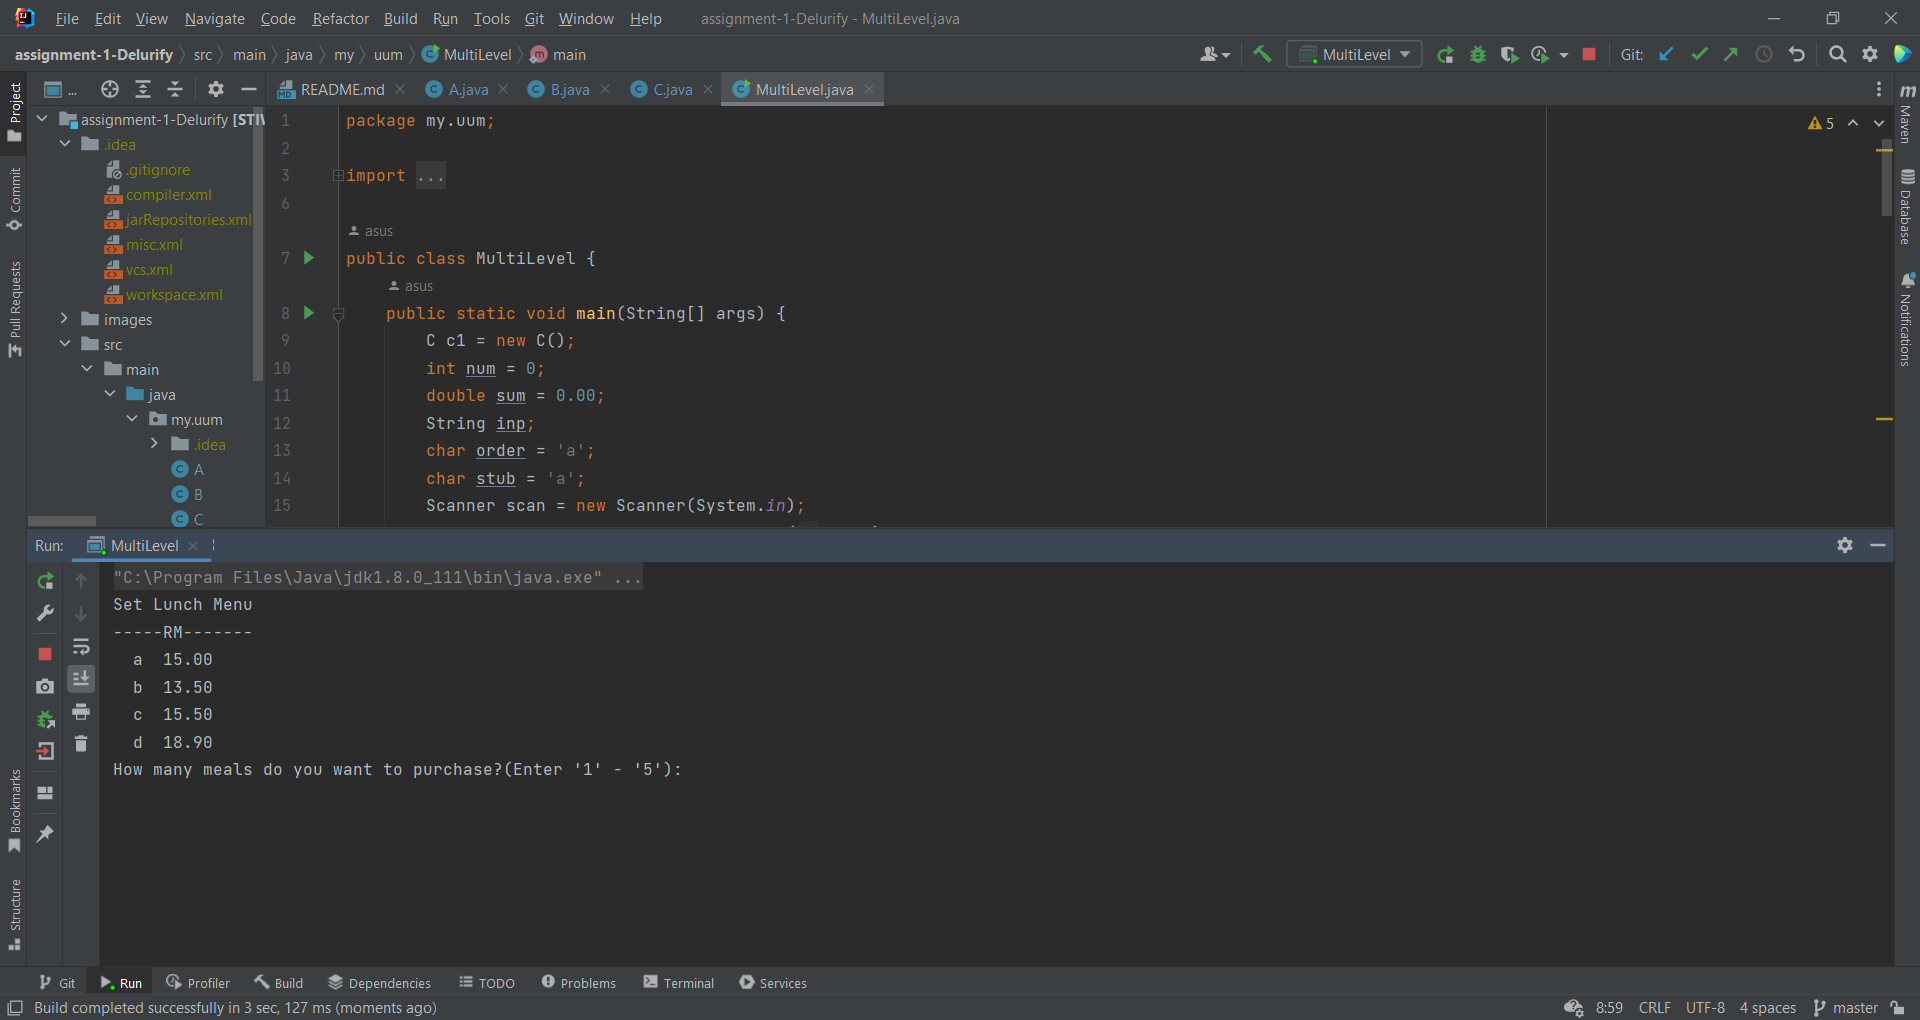 File Edit View Navigate Code Refactor Build Run Tools Git Window Help assignment-1-Delurify - MultiLevel.java
assignment-1-Delurify src main java my uum MultiLevel main
MultiLevel Git:
...
README.md A.java B.java C.java MultiLevel.java
Project
Commit
Pull Requests
Bookmarks
Structure
assignment-1-Delurify [STIV
.idea
.gitignore
compiler.xml
jarRepositories.xml
misc.xml
vcs.xml
workspace.xml
images
src
main
java
my.uum
.idea
A
B
C
1 package my.uum;
2
3 import ...
6
asus
7 public class MultiLevel {
asus
8 public static void main(String[] args) {
9 C c1 = new C();
10 int num = 0;
11 double sum = 0.00;
12 String inp;
13 char order = 'a';
14 char stub = 'a';
15 Scanner scan = new Scanner(System.in);
5
Maven
Database
Notifications
Run: MultiLevel
"C:\Program Files\Java\jdk1.8.0_111\bin\java.exe" ...
Set Lunch Menu
-----RM-------
a 15.00
b 13.50
c 15.50
d 18.90
How many meals do you want to purchase?(Enter '1' - '5'):
Git Run Profiler Build Dependencies TODO Problems Terminal Services
Build completed successfully in 3 sec, 127 ms (moments ago) 8:59 CRLF UTF-8 4 spaces master